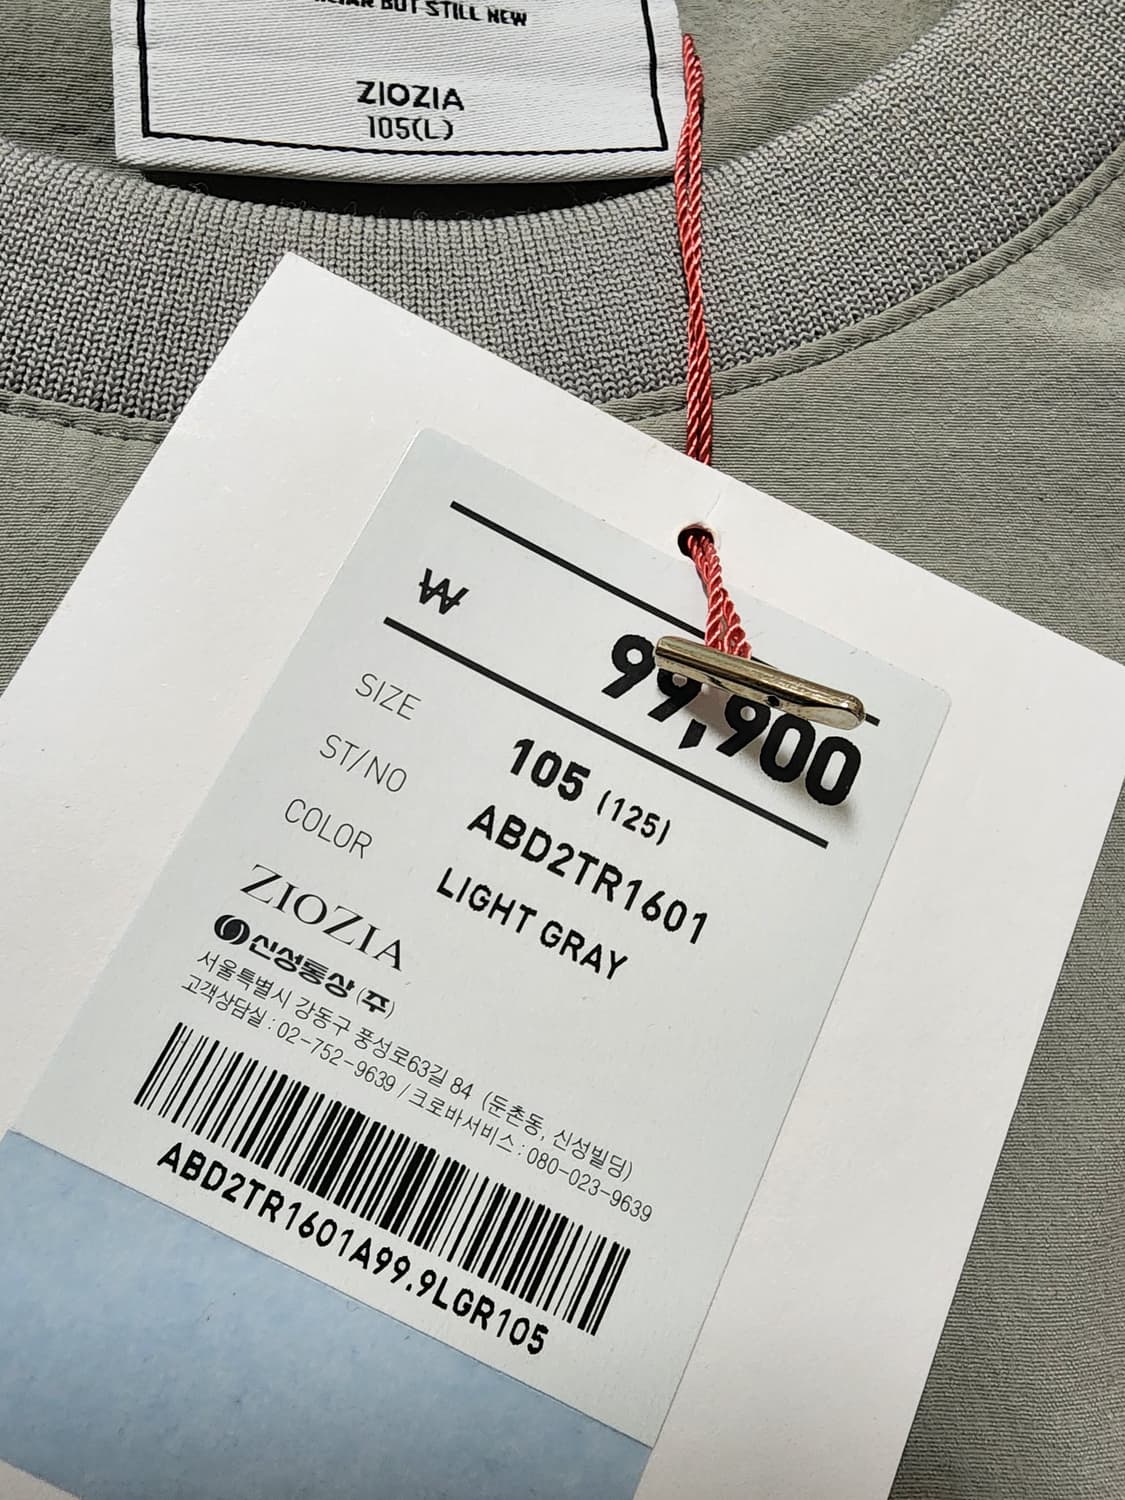 BUT STILL NEW
ZIOZIA
105(L)
₩ 99,900
SIZE 105 (125)
ST/NO ABD2TR1601
COLOR LIGHT GRAY
ZIOZIA
신성통상(주)
서울특별시 강동구 풍성로63길 84 (둔촌동, 신성빌딩)
고객상담실 : 02-752-9639 / 크로바서비스 : 080-023-9639
ABD2TR1601A99.9LGR105